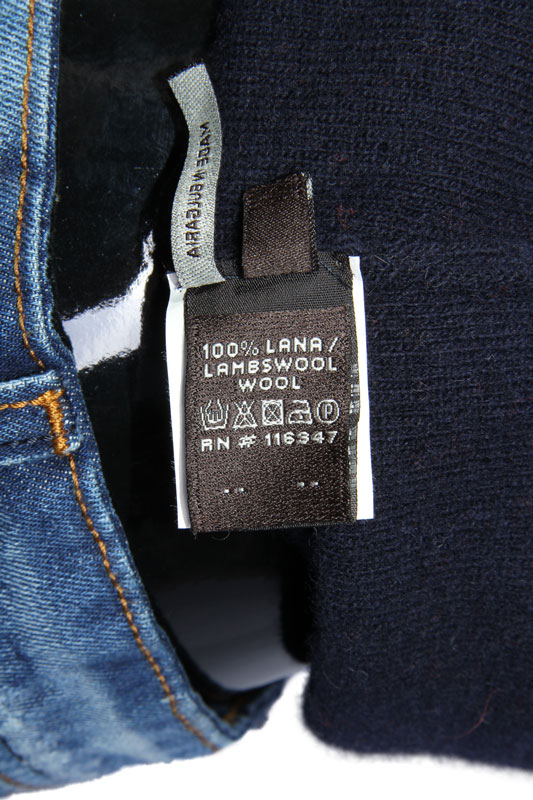 MADE IN BULGARIA
100% LANA /
LAMBSWOOL
WOOL
P
RN # 116347